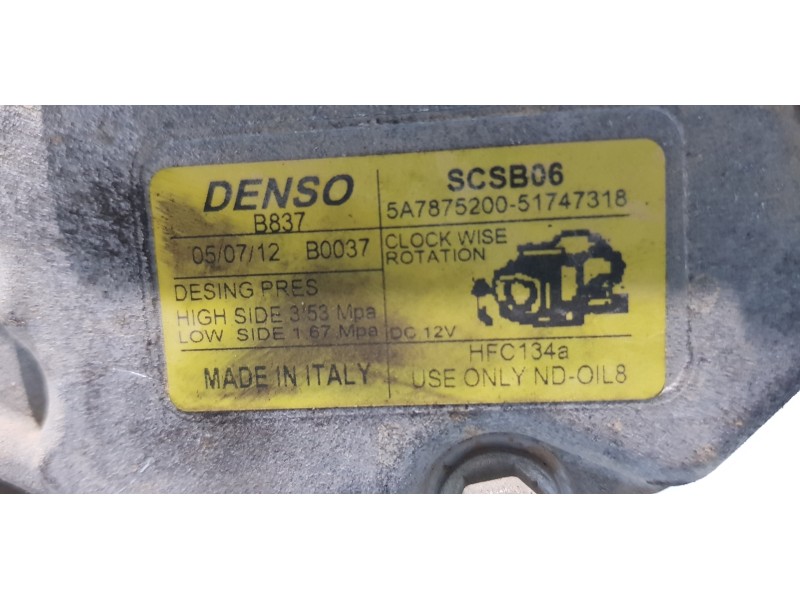 DENSO
B837
05/07/12 B0037
DESING PRES
HIGH SIDE 3'53 Mpa
LOW SIDE 1.67 Mpa
MADE IN ITALY
SCSB06
5A7875200-51747318
CLOCK WISE
ROTATION
DC 12V
HFC134a
USE ONLY ND-OIL8